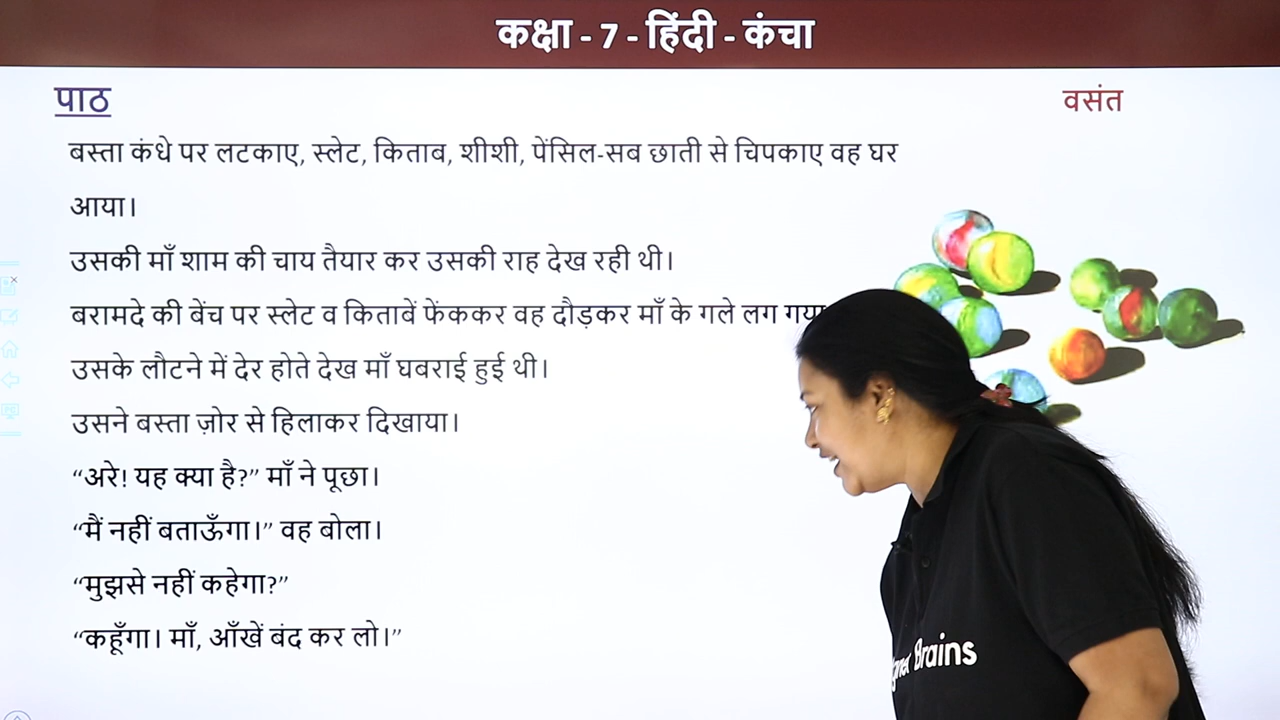 कक्षा - 7 - हिंदी - कंचा
पाठ
वसंत
बस्ता कंधे पर लटकाए, स्लेट, किताब, शीशी, पेंसिल-सब छाती से चिपकाए वह घर
आया।
उसकी माँ शाम की चाय तैयार कर उसकी राह देख रही थी।
बरामदे की बेंच पर स्लेट व किताबें फेंककर वह दौड़कर माँ के गले लग गया
उसके लौटने में देर होते देख माँ घबराई हुई थी।
उसने बस्ता ज़ोर से हिलाकर दिखाया।
“अरे! यह क्या है?” माँ ने पूछा।
“मैं नहीं बताऊँगा।” वह बोला।
“मुझसे नहीं कहेगा?”
“कहूँगा। माँ, आँखें बंद कर लो।”
Brains